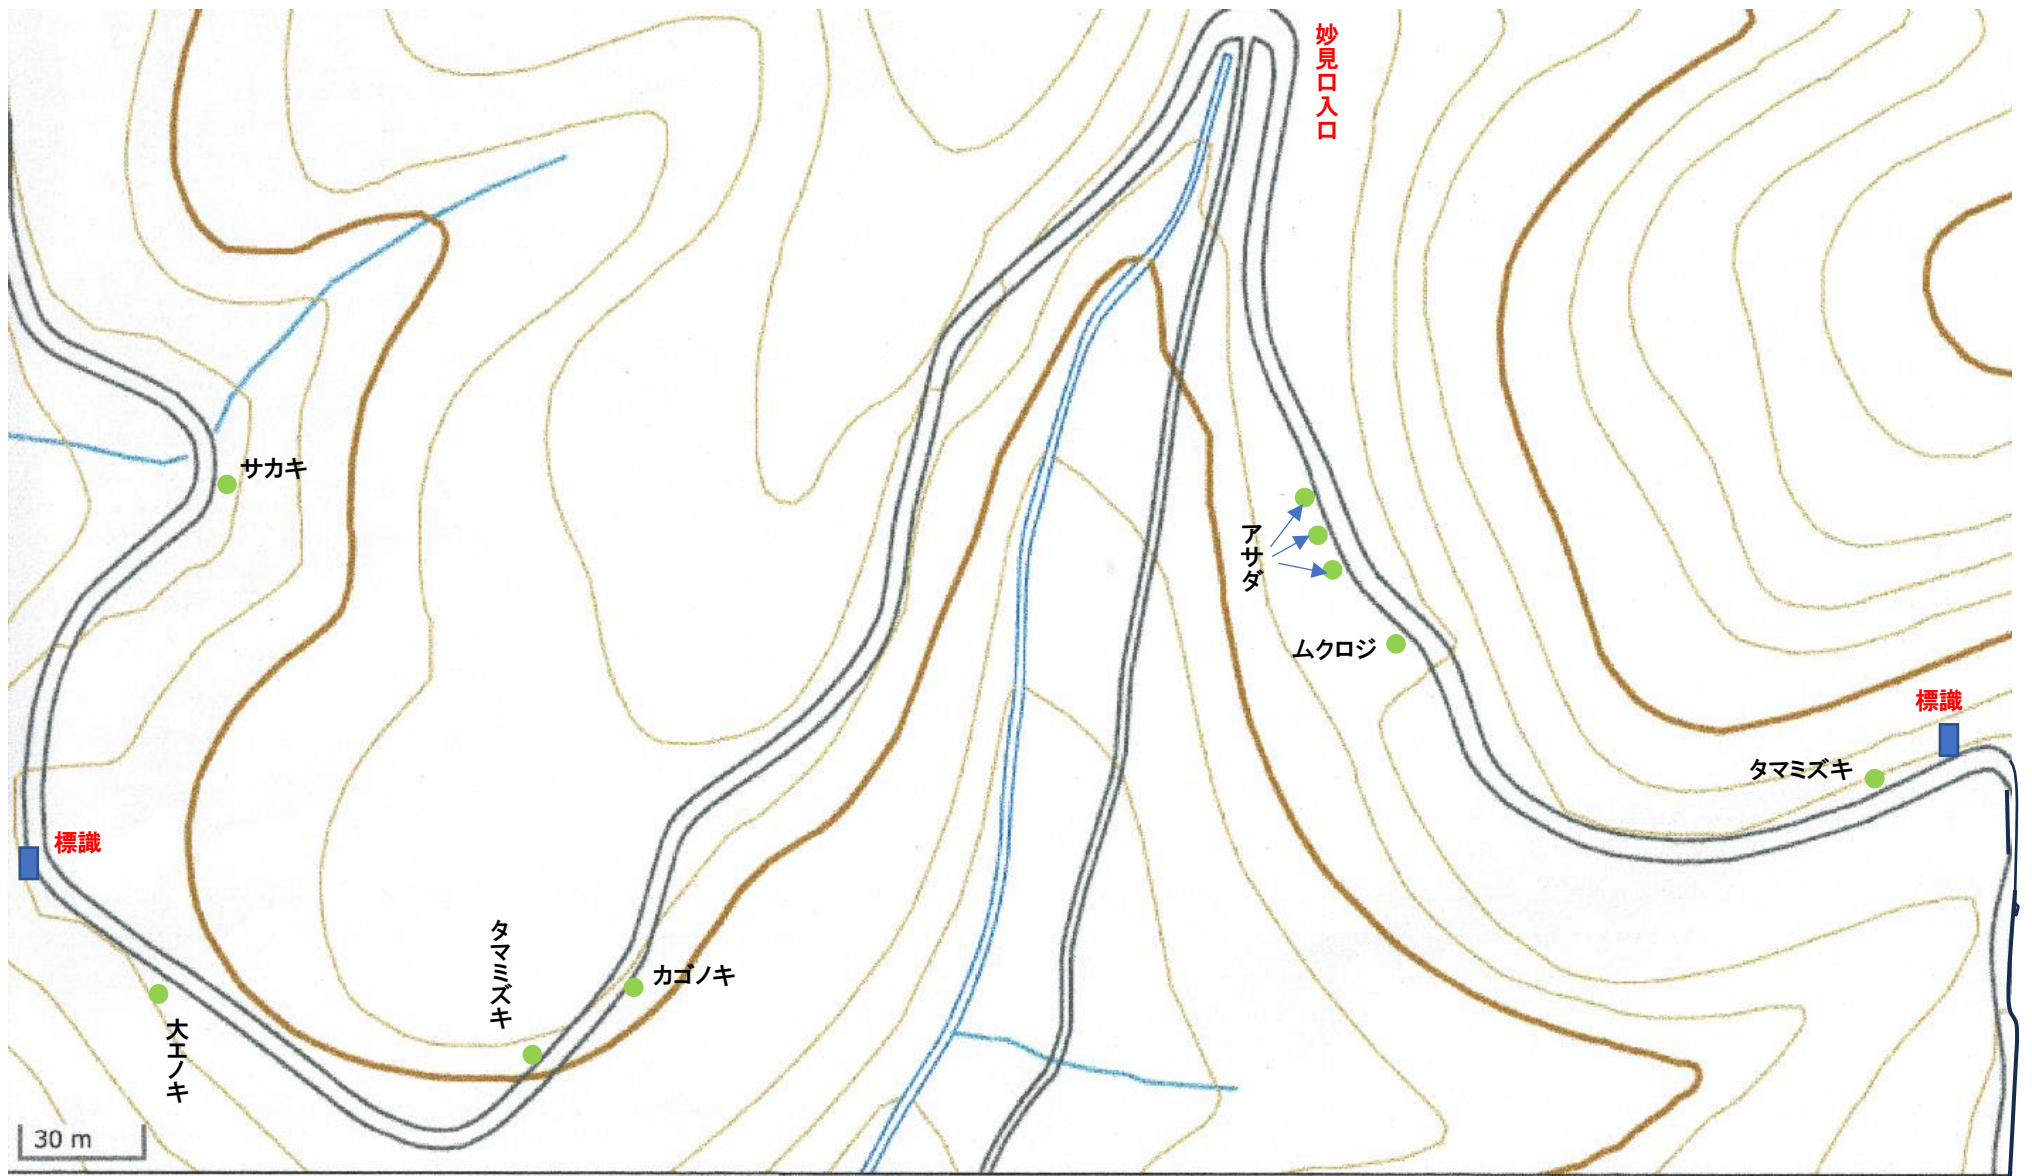 妙見口入口
サカキ
アサダ
ムクロジ
標識
タマミズキ
標識
タマミズキ
カゴノキ
大エノキ
30 m